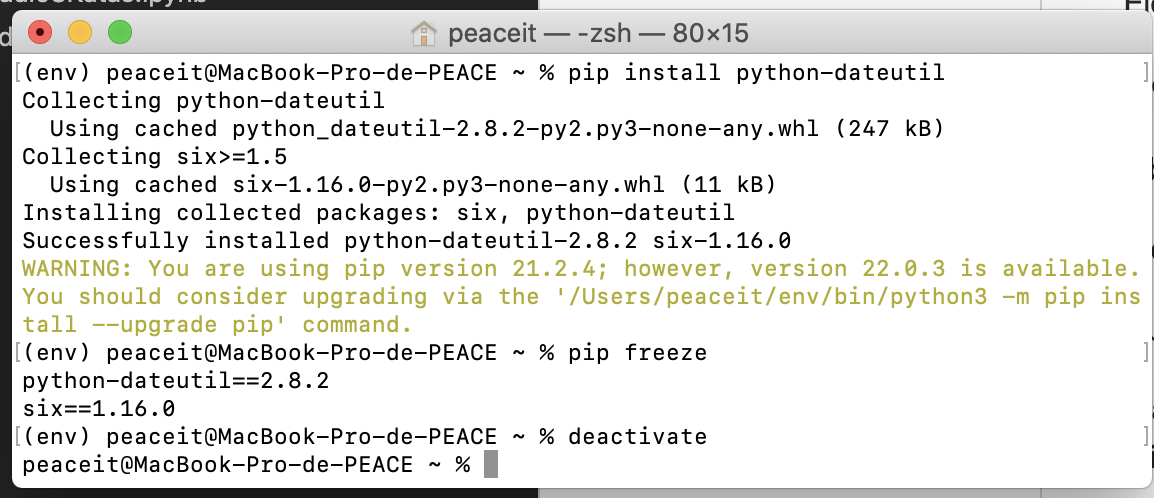 peaceit — -zsh — 80×15
[(env) peaceit@MacBook-Pro-de-PEACE ~ % pip install python-dateutil ]
Collecting python-dateutil
  Using cached python_dateutil-2.8.2-py2.py3-none-any.whl (247 kB)
Collecting six>=1.5
  Using cached six-1.16.0-py2.py3-none-any.whl (11 kB)
Installing collected packages: six, python-dateutil
Successfully installed python-dateutil-2.8.2 six-1.16.0
WARNING: You are using pip version 21.2.4; however, version 22.0.3 is available.
You should consider upgrading via the '/Users/peaceit/env/bin/python3 -m pip ins
tall --upgrade pip' command.
[(env) peaceit@MacBook-Pro-de-PEACE ~ % pip freeze ]
python-dateutil==2.8.2
six==1.16.0
[(env) peaceit@MacBook-Pro-de-PEACE ~ % deactivate ]
peaceit@MacBook-Pro-de-PEACE ~ %